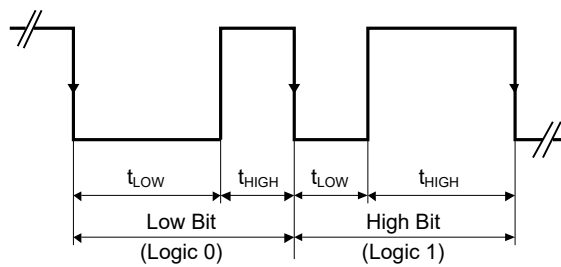 tLOW tHIGH tLOW tHIGH
Low Bit High Bit
(Logic 0) (Logic 1)